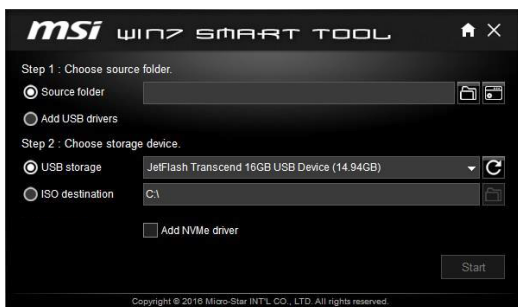 msi WIN7 SMART TOOL
Step 1 : Choose source folder.
Source folder
Add USB drivers
Step 2 : Choose storage device.
USB storage JetFlash Transcend 16GB USB Device (14.94GB)
ISO destination C:\
Add NVMe driver
Start
Copyright © 2016 Micro-Star INT'L CO., LTD. All rights reserved.